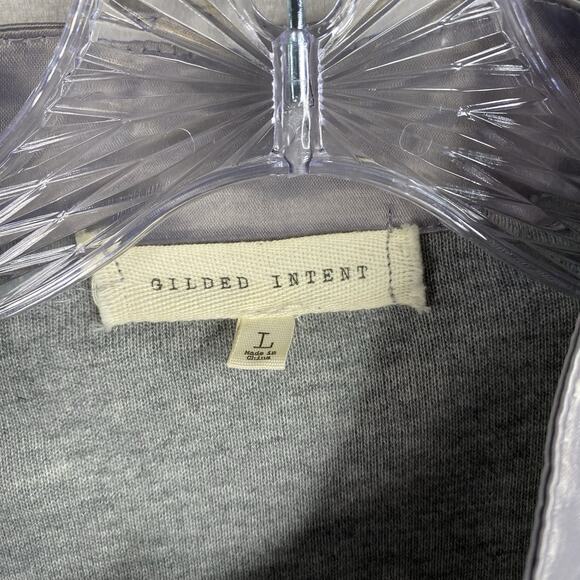 GILDED INTENT
L
Made in
China